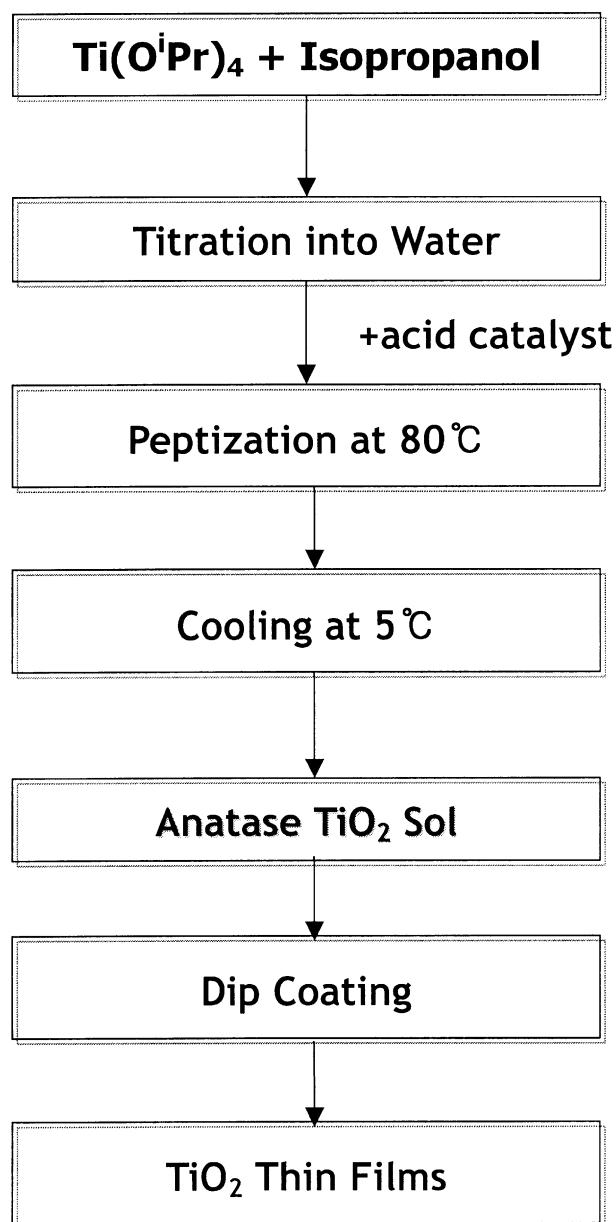 Ti(OⁱPr)₄ + Isopropanol
Titration into Water
+acid catalyst
Peptization at 80℃
Cooling at 5℃
Anatase TiO₂ Sol
Dip Coating
TiO₂ Thin Films